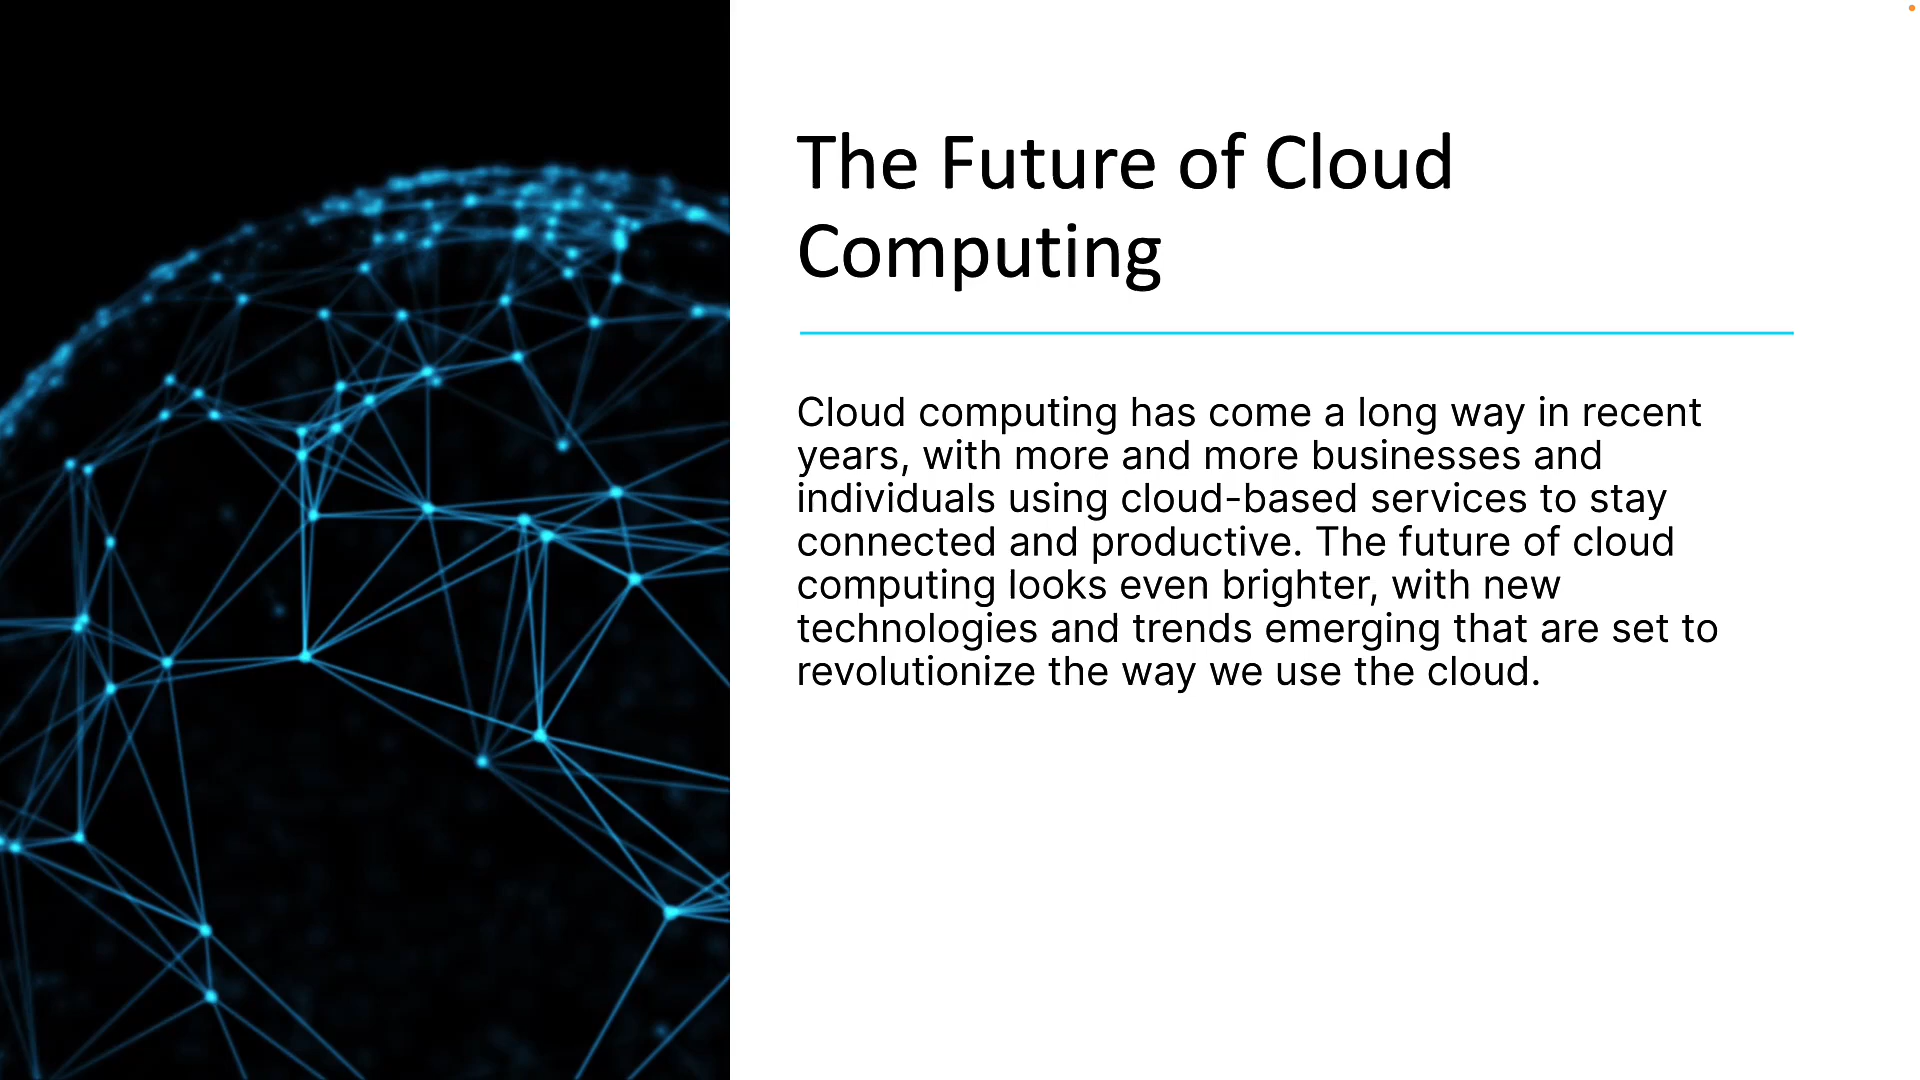 The Future of Cloud
Computing
Cloud computing has come a long way in recent
years, with more and more businesses and
individuals using cloud-based services to stay
connected and productive. The future of cloud
computing looks even brighter, with new
technologies and trends emerging that are set to
revolutionize the way we use the cloud.